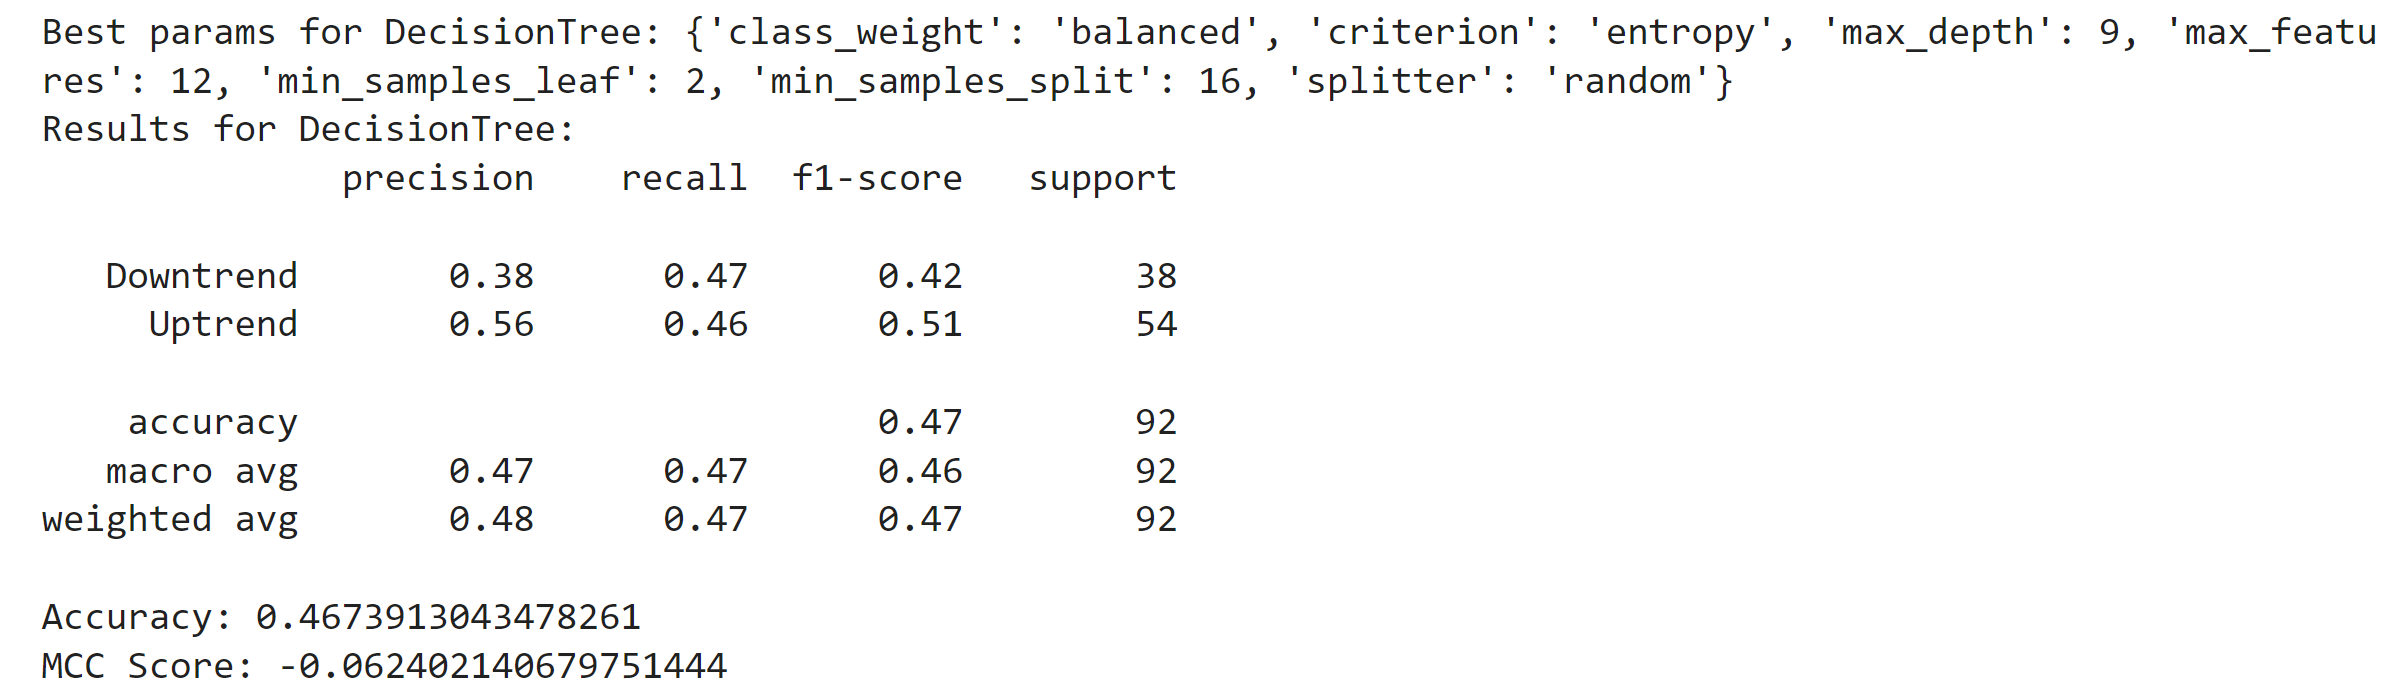 Best params for DecisionTree: {'class_weight': 'balanced', 'criterion': 'entropy', 'max_depth': 9, 'max_featu
res': 12, 'min_samples_leaf': 2, 'min_samples_split': 16, 'splitter': 'random'}
Results for DecisionTree:
              precision    recall  f1-score   support

   Downtrend       0.38      0.47      0.42        38
     Uptrend       0.56      0.46      0.51        54

    accuracy                           0.47        92
   macro avg       0.47      0.47      0.46        92
weighted avg       0.48      0.47      0.47        92

Accuracy: 0.4673913043478261
MCC Score: -0.062402140679751444